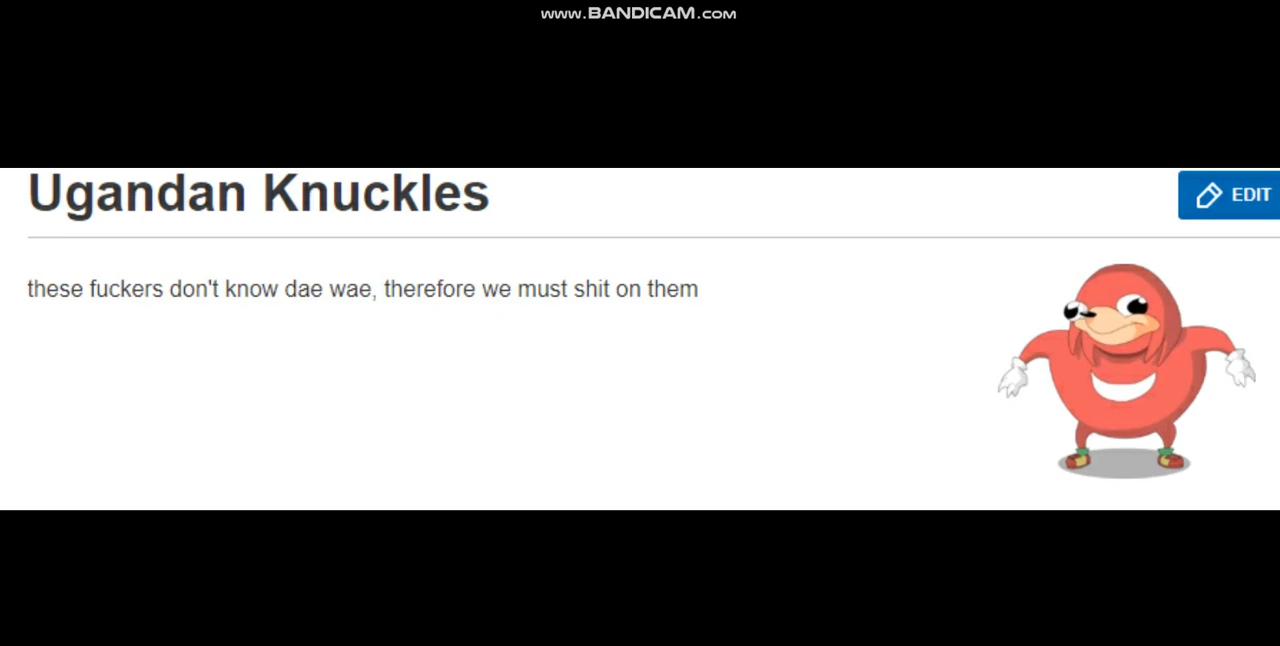 www.BANDICAM.com
Ugandan Knuckles
EDIT
these fuckers don't know dae wae, therefore we must shit on them